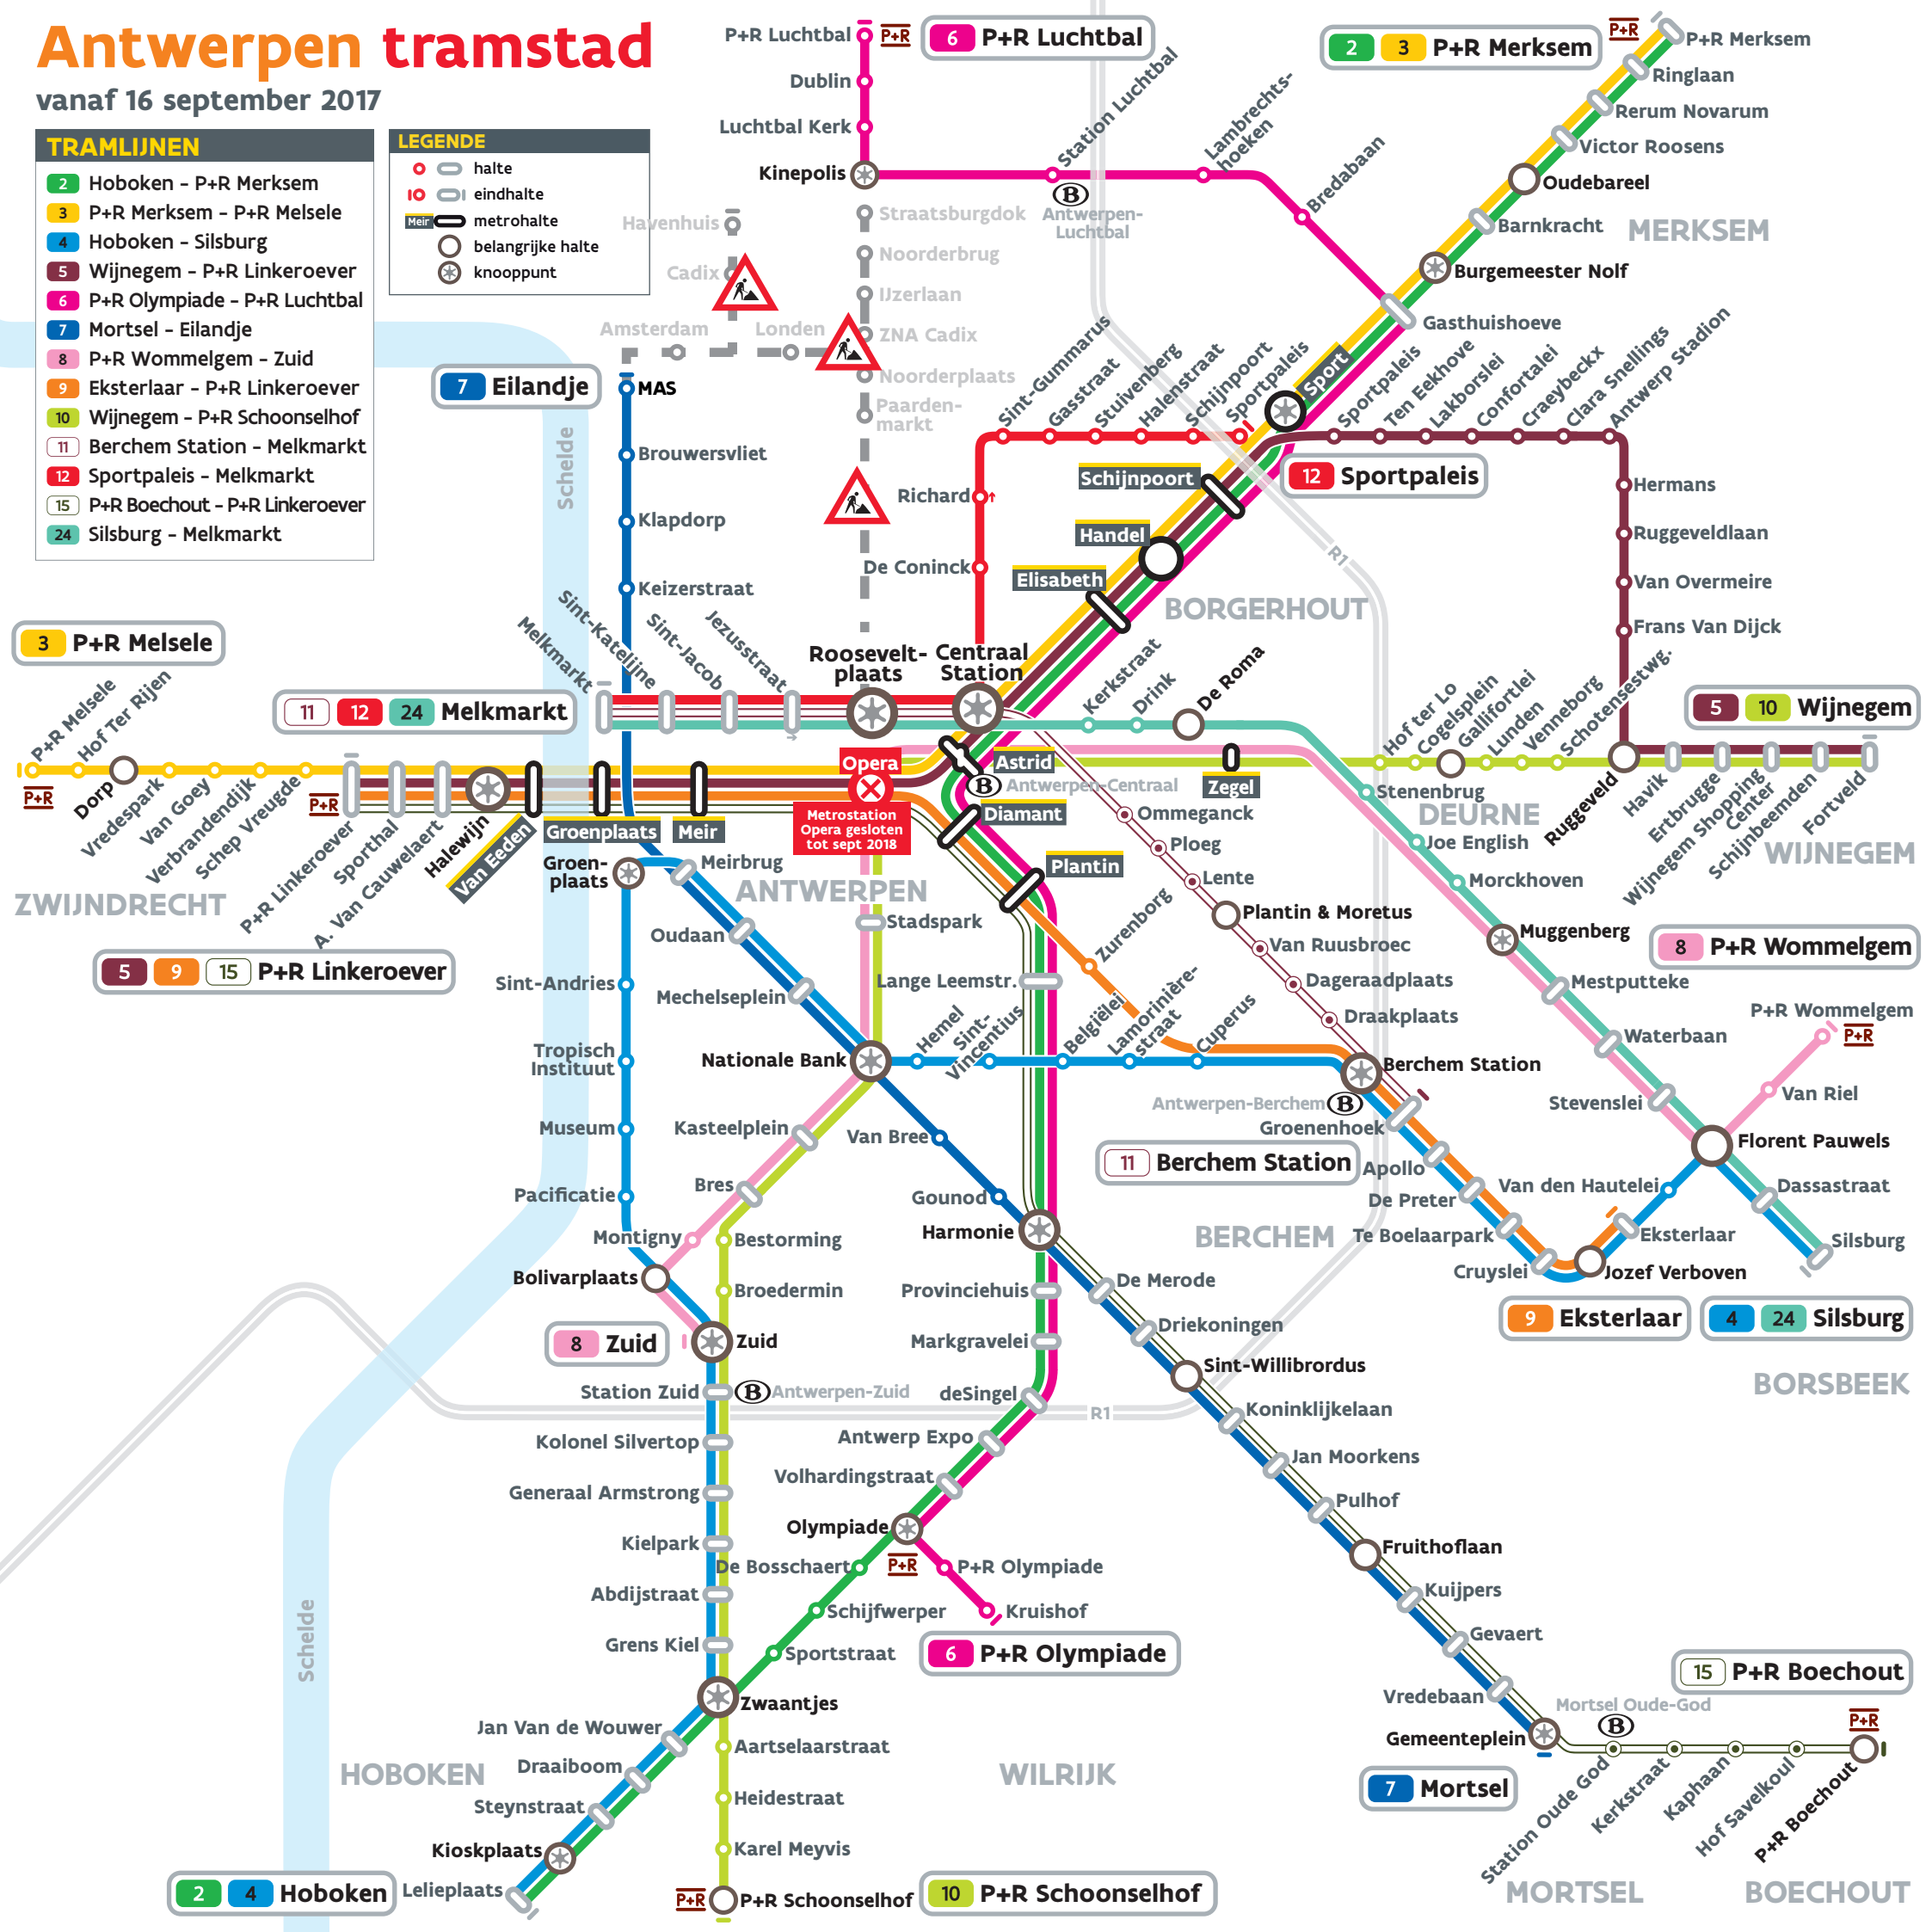 Antwerpen tramstad
vanaf 16 september 2017
TRAMLIJNEN
2 Hoboken - P+R Merksem
3 P+R Merksem - P+R Melsele
4 Hoboken - Silsburg
5 Wijnegem - P+R Linkeroever
6 P+R Olympiade - P+R Luchtbal
7 Mortsel - Eilandje
8 P+R Wommelgem - Zuid
9 Eksterlaar - P+R Linkeroever
10 Wijnegem - P+R Schoonselhof
11 Berchem Station - Melkmarkt
12 Sportpaleis - Melkmarkt
15 P+R Boechout - P+R Linkeroever
24 Silsburg - Melkmarkt
LEGENDE
halte
eindhalte
Meir metrohalte
belangrijke halte
knooppunt
P+R Luchtbal
P+R
6 P+R Luchtbal
Dublin
Luchtbal Kerk
Kinepolis
Station Luchtbal
B
Antwerpen-
Luchtbal
Lambrechts-
hoeken
Bredabaan
2 3 P+R Merksem
P+R
P+R Merksem
Ringlaan
Rerum Novarum
Victor Roosens
Oudebareel
Barnkracht
MERKSEM
Burgemeester Nolf
Gasthuishoeve
Havenhuis
Cadix
Amsterdam
Londen
Straatsburgdok
Noorderbrug
IJzerlaan
ZNA Cadix
Noorderplaats
Paarden-
markt
7 Eilandje
MAS
Brouwersvliet
Klapdorp
Keizerstraat
Schelde
Sint-Gummarus
Gasstraat
Stuivenberg
Halenstraat
Schijnpoort
Sportpaleis
Sport
Sportpaleis
Ten Eekhove
Lakborslei
Confortalei
Craeybeckx
Clara Snellings
Antwerp Stadion
12 Sportpaleis
Richard
De Coninck
Schijnpoort
Handel
Elisabeth
R1
BORGERHOUT
Hermans
Ruggeveldlaan
Van Overmeire
Frans Van Dijck
3 P+R Melsele
P+R Melsele
Hof Ter Rijen
P+R
Dorp
Vredespark
Van Goey
Verbrandendijk
Schep Vreugde
P+R
ZWIJNDRECHT
11 12 24 Melkmarkt
Melkmarkt
Sint-Katelijne
Sint-Jacob
Jezusstraat
Roosevelt-
plaats
Centraal
Station
Kerkstraat
Drink
De Roma
Hof ter Lo
Cogelsplein
Gallifortlei
Lunden
Venneborg
Schotensestwg.
5 10 Wijnegem
Ruggeveld
Havik
Ertbrugge
Wijnegem Shopping
Center
Schijnbeemden
Fortveld
WIJNEGEM
P+R Linkeroever
Sporthal
A. Van Cauwelaert
Halewijn
Van Eeden
Groenplaats
Meir
Opera
Metrostation
Opera gesloten
tot sept 2018
Astrid
B Antwerpen-Centraal
Diamant
Plantin
Zegel
5 9 15 P+R Linkeroever
Groen-
plaats
Meirbrug
ANTWERPEN
Oudaan
Mechelseplein
Stadspark
Lange Leemstr.
Zurenborg
Ommeganck
Ploeg
Lente
Plantin & Moretus
Van Ruusbroec
Dageraadplaats
Draakplaats
Stenenbrug
DEURNE
Joe English
Morckhoven
Muggenberg
Mestputteke
Waterbaan
Stevenslei
8 P+R Wommelgem
P+R Wommelgem
P+R
Van Riel
Florent Pauwels
Dassastraat
Silsburg
Sint-Andries
Tropisch
Instituut
Museum
Pacificatie
Nationale Bank
Hemel
Sint-
Vincentius
Belgiëlei
Lamorinière-
straat
Cuperus
Berchem Station
Antwerpen-Berchem B
Groenenhoek
11 Berchem Station
Apollo
De Preter
Te Boelaarpark
Cruyslei
Jozef Verboven
Eksterlaar
Van den Hautelei
9 Eksterlaar
4 24 Silsburg
BORSBEEK
BERCHEM
Kasteelplein
Bres
Montigny
Bolivarplaats
Bestorming
Broedermin
8 Zuid
Zuid
Van Bree
Gounod
Harmonie
Provinciehuis
Markgravelei
deSingel
Antwerp Expo
Volhardingstraat
Olympiade
P+R
P+R Olympiade
Kruishof
6 P+R Olympiade
De Bosschaert
Schijfwerper
Sportstraat
R1
De Merode
Driekoningen
Sint-Willibrordus
Koninklijkelaan
Jan Moorkens
Pulhof
Fruithoflaan
Kuijpers
Gevaert
Vredebaan
Gemeenteplein
7 Mortsel
Mortsel Oude-God
B
Station Oude God
Kerkstraat
Kaphaan
Hof Savelkoul
P+R Boechout
P+R
15 P+R Boechout
MORTSEL
BOECHOUT
Station Zuid
B Antwerpen-Zuid
Kolonel Silvertop
Generaal Armstrong
Kielpark
Abdijstraat
Grens Kiel
Zwaantjes
Schelde
Jan Van de Wouwer
Draaiboom
Steynstraat
Kioskplaats
Lelieplaats
HOBOKEN
2 4 Hoboken
Aartselaarstraat
Heidestraat
Karel Meyvis
P+R P+R Schoonselhof
10 P+R Schoonselhof
WILRIJK